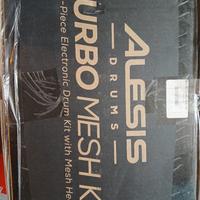 ALESIS
DRUMS
URBO MESH K
-Piece Electronic Drum Kit with Mesh He